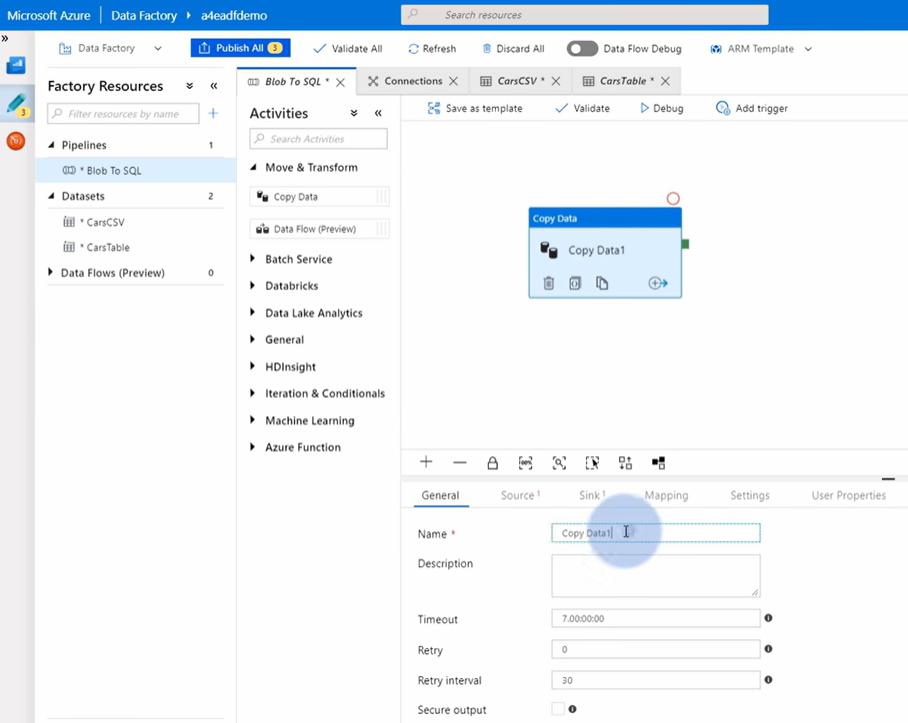 Microsoft Azure Data Factory a4eadfdemo Search resources
»
Data Factory Publish All 3 Validate All Refresh Discard All Data Flow Debug ARM Template
Factory Resources «
Filter resources by name +
Pipelines 1
* Blob To SQL
Datasets 2
* CarsCSV
* CarsTable
Data Flows (Preview) 0
3
Blob To SQL * Connections CarsCSV * CarsTable *
Activities «
Search Activities
Move & Transform
Copy Data
Data Flow (Preview)
Batch Service
Databricks
Data Lake Analytics
General
HDInsight
Iteration & Conditionals
Machine Learning
Azure Function
Save as template Validate Debug Add trigger
Copy Data
Copy Data1
General Source 1 Sink 1 Mapping Settings User Properties
Name * Copy Data1
Description
Timeout 7.00:00:00
Retry 0
Retry interval 30
Secure output